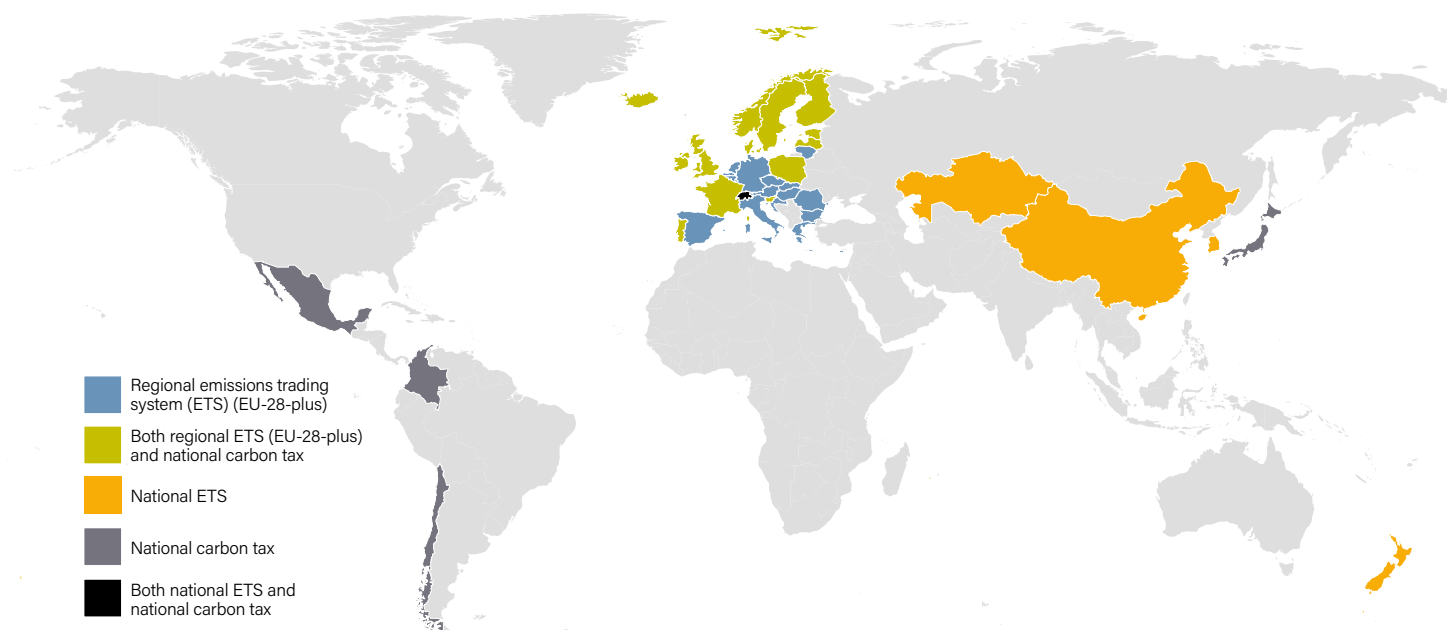 Regional emissions trading
system (ETS) (EU-28-plus)
Both regional ETS (EU-28-plus)
and national carbon tax
National ETS
National carbon tax
Both national ETS and
national carbon tax